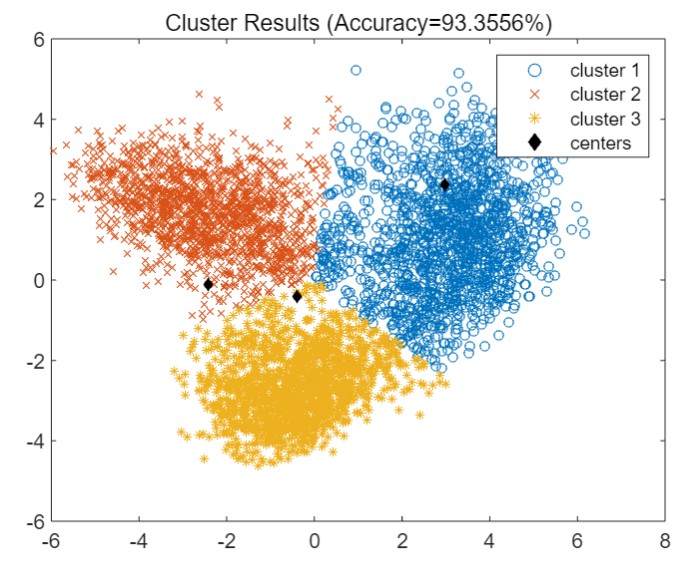 Cluster Results (Accuracy=93.3556%)
6
4
2
0
-2
-4
-6
cluster 1
cluster 2
cluster 3
centers
-6 -4 -2 0 2 4 6 8